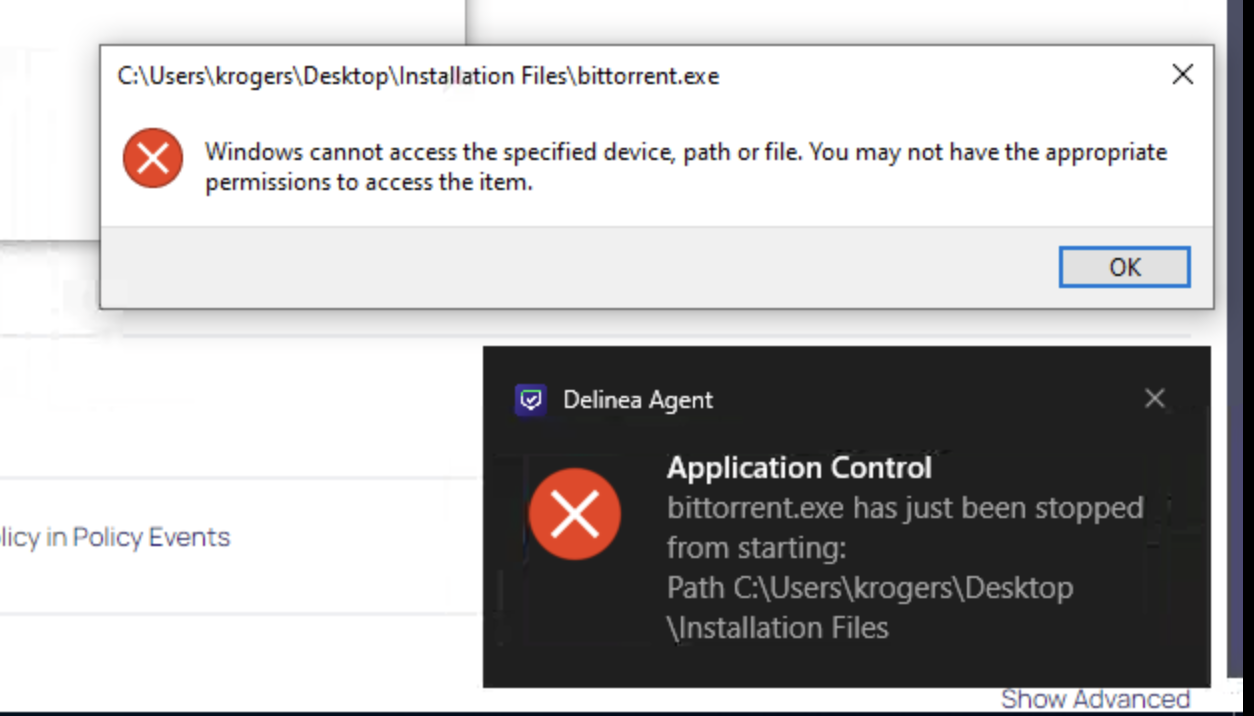 C:\Users\krogers\Desktop\Installation Files\bittorrent.exe
Windows cannot access the specified device, path or file. You may not have the appropriate
permissions to access the item.
OK
Delinea Agent
Application Control
bittorrent.exe has just been stopped
from starting:
Path C:\Users\krogers\Desktop
\Installation Files
licy in Policy Events
Show Advanced